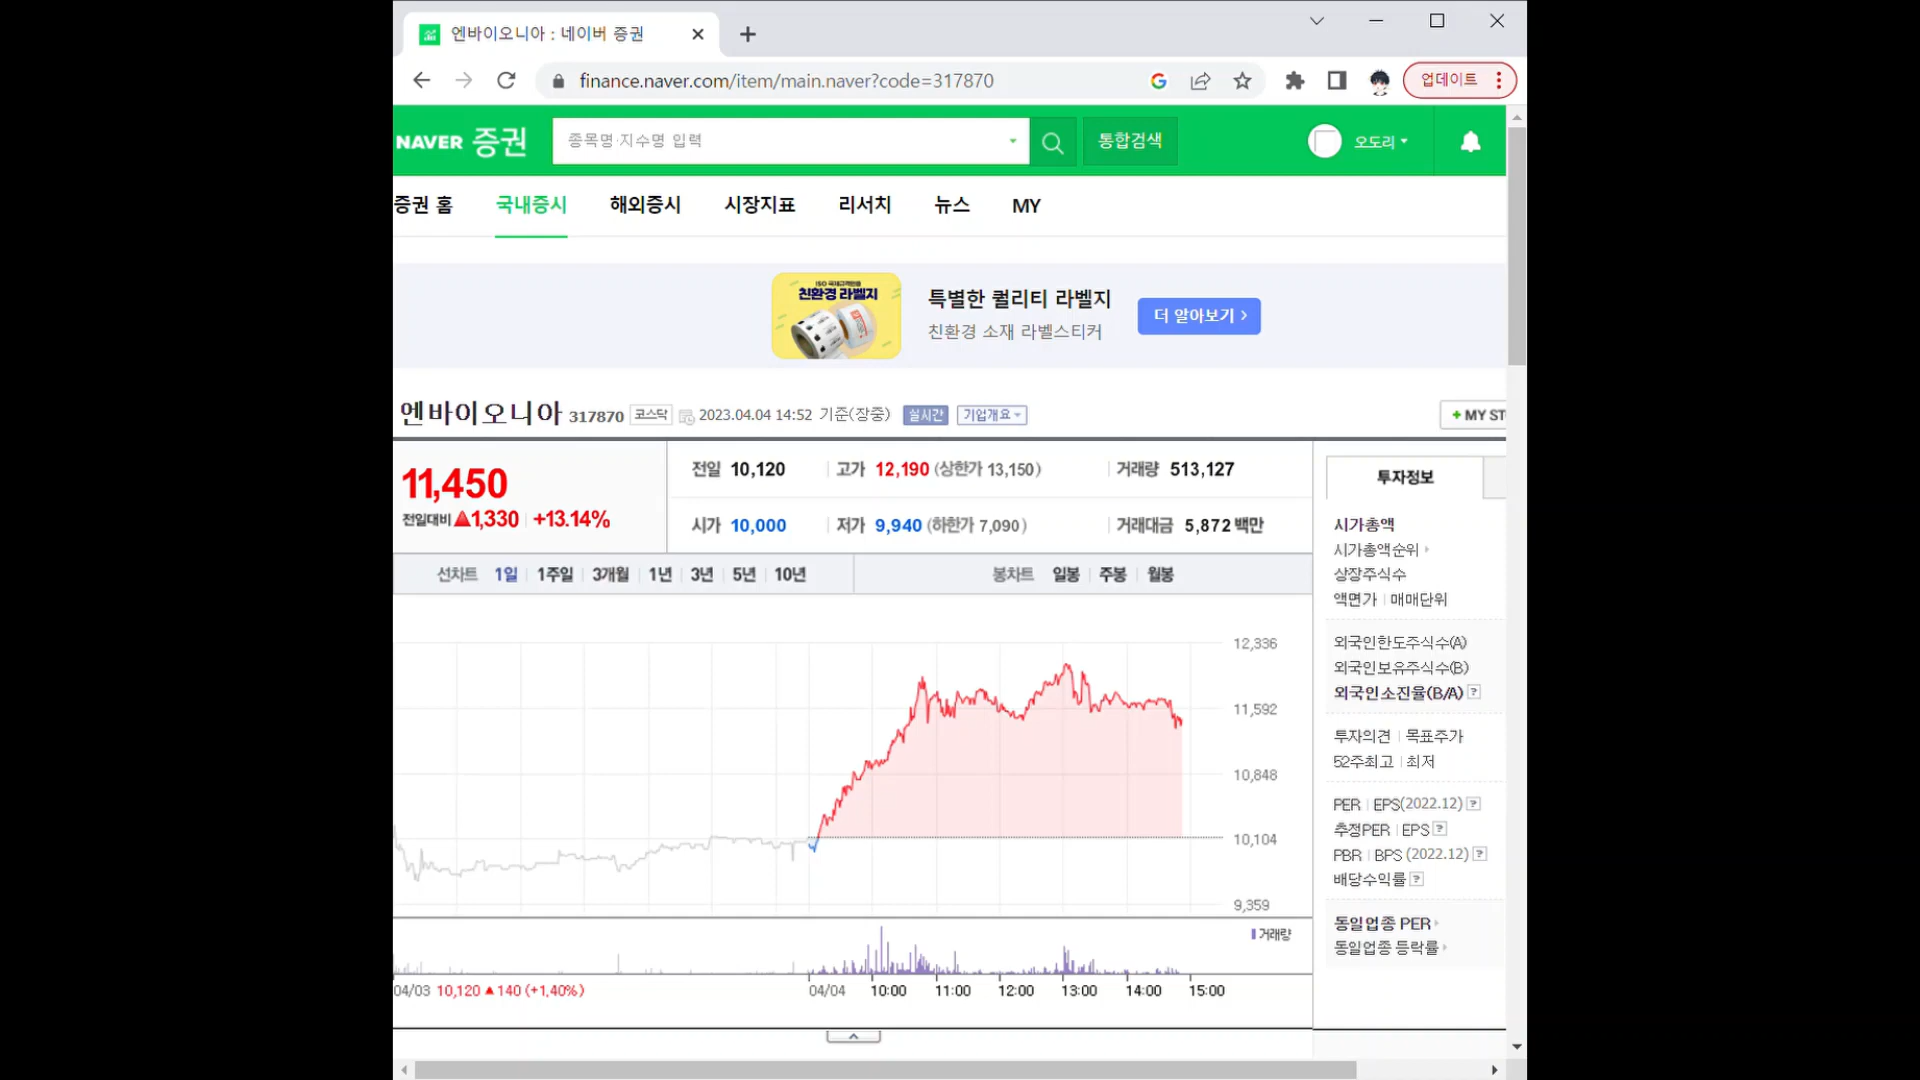 엔바이오니아 : 네이버 증권
finance.naver.com/item/main.naver?code=317870
업데이트
NAVER 증권
종목명·지수명 입력
통합검색
오도리
증권 홈 국내증시 해외증시 시장지표 리서치 뉴스 MY
ISO 국제규격인증
친환경 라벨지
특별한 퀄리티 라벨지
친환경 소재 라벨스티커
더 알아보기 >
엔바이오니아 317870 코스닥 2023.04.04 14:52 기준(장중) 실시간 기업개요
+ MY ST
11,450
전일대비 ▲1,330 +13.14%
전일 10,120 고가 12,190 (상한가 13,150) 거래량 513,127
시가 10,000 저가 9,940 (하한가 7,090) 거래대금 5,872 백만
선차트 1일 1주일 3개월 1년 3년 5년 10년 봉차트 일봉 주봉 월봉
12,336
11,592
10,848
10,104
9,359
거래량
04/03 10,120 ▲140 (+1,40%) 04/04 10:00 11:00 12:00 13:00 14:00 15:00
투자정보
시가총액
시가총액순위
상장주식수
액면가 | 매매단위
외국인한도주식수(A)
외국인보유주식수(B)
외국인소진율(B/A) ?
투자의견 | 목표주가
52주최고 | 최저
PER | EPS(2022.12) ?
추정PER | EPS ?
PBR | BPS (2022.12) ?
배당수익률 ?
동일업종 PER
동일업종 등락률